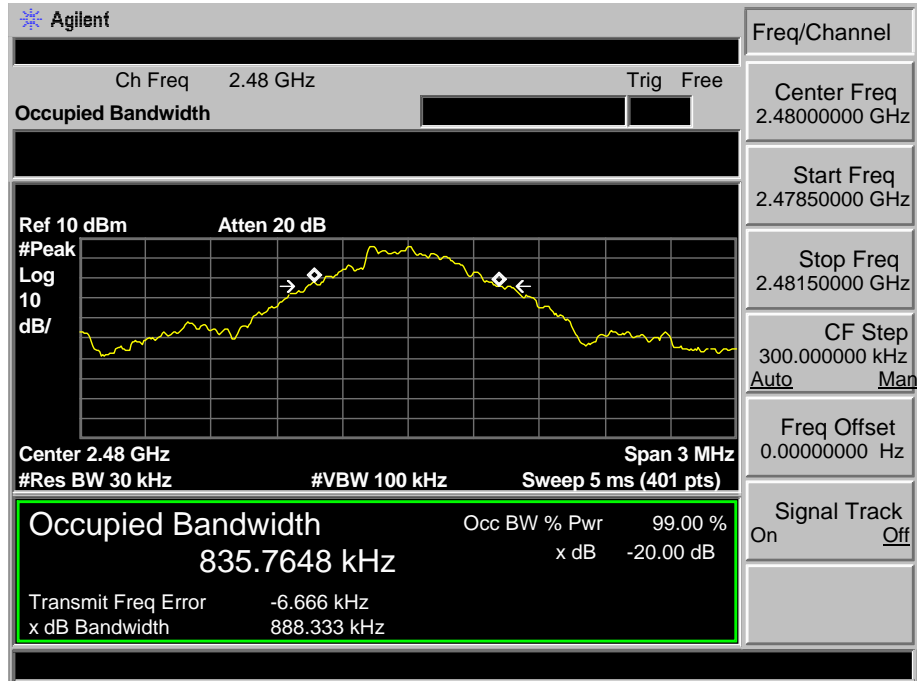 Agilent
Freq/Channel
Ch Freq 2.48 GHz Trig Free
Occupied Bandwidth
Center Freq
2.48000000 GHz
Start Freq
2.47850000 GHz
Stop Freq
2.48150000 GHz
CF Step
300.000000 kHz
Auto Man
Freq Offset
0.00000000 Hz
Signal Track
On Off
Ref 10 dBm Atten 20 dB
#Peak
Log
10
dB/
Center 2.48 GHz Span 3 MHz
#Res BW 30 kHz #VBW 100 kHz Sweep 5 ms (401 pts)
Occupied Bandwidth Occ BW % Pwr 99.00 %
835.7648 kHz x dB -20.00 dB
Transmit Freq Error -6.666 kHz
x dB Bandwidth 888.333 kHz